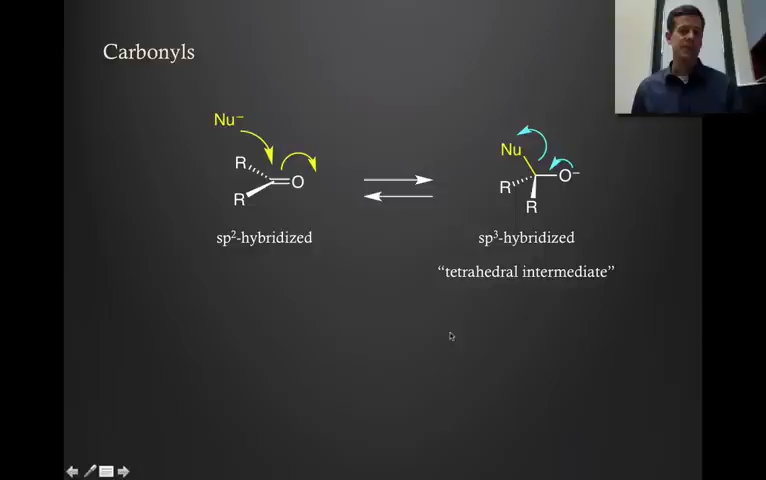 Carbonyls
Nu⁻
R
R
O
sp²-hybridized
Nu
R
R
O⁻
sp³-hybridized
“tetrahedral intermediate”